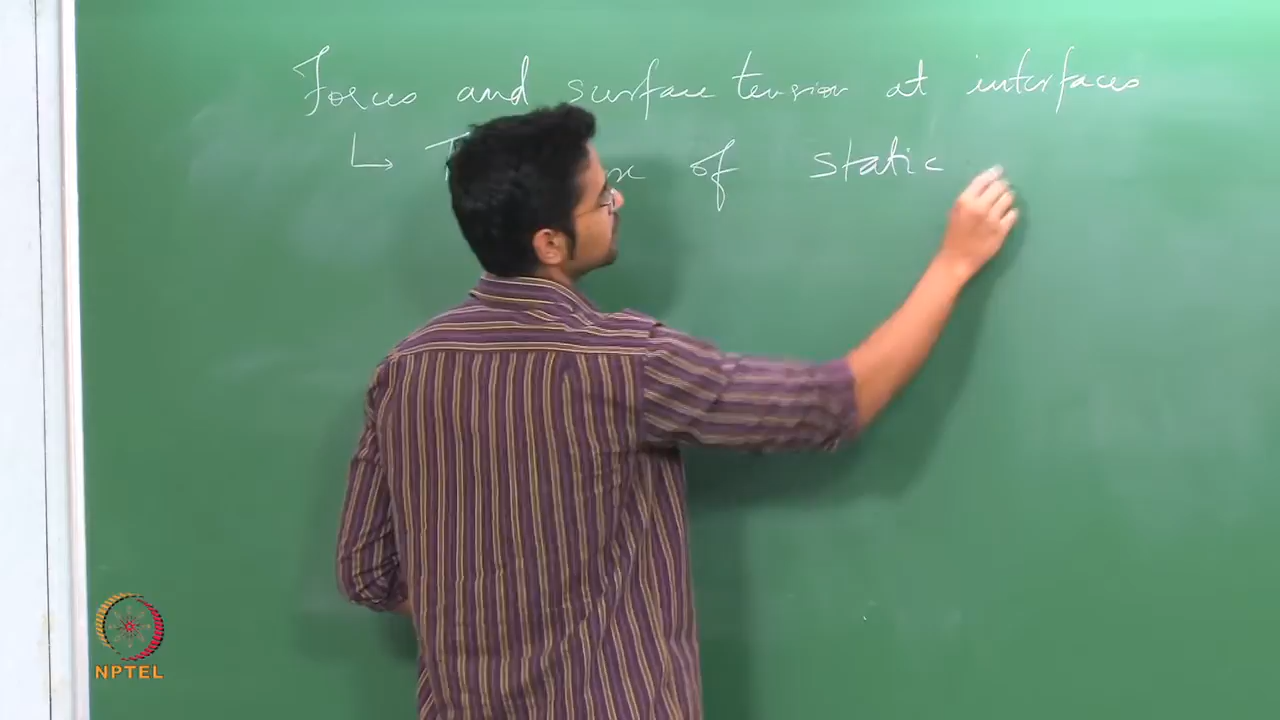 Forces and surface tension at interfaces
of static
NPTEL